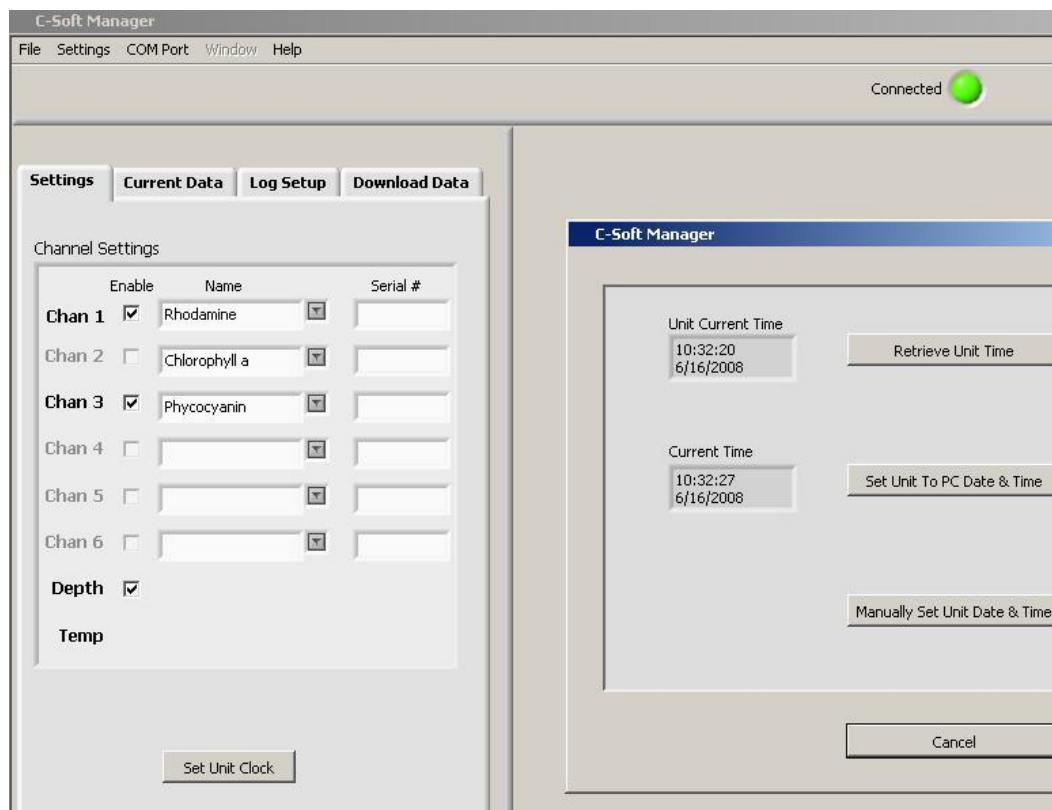 C-Soft Manager
File Settings COM Port Window Help
Connected
Settings Current Data Log Setup Download Data
Channel Settings
Enable Name Serial #
Chan 1 Rhodamine
Chan 2 Chlorophyll a
Chan 3 Phycocyanin
Chan 4
Chan 5
Chan 6
Depth
Temp
Set Unit Clock
C-Soft Manager
Unit Current Time
10:32:20
6/16/2008
Retrieve Unit Time
Current Time
10:32:27
6/16/2008
Set Unit To PC Date & Time
Manually Set Unit Date & Time
Cancel